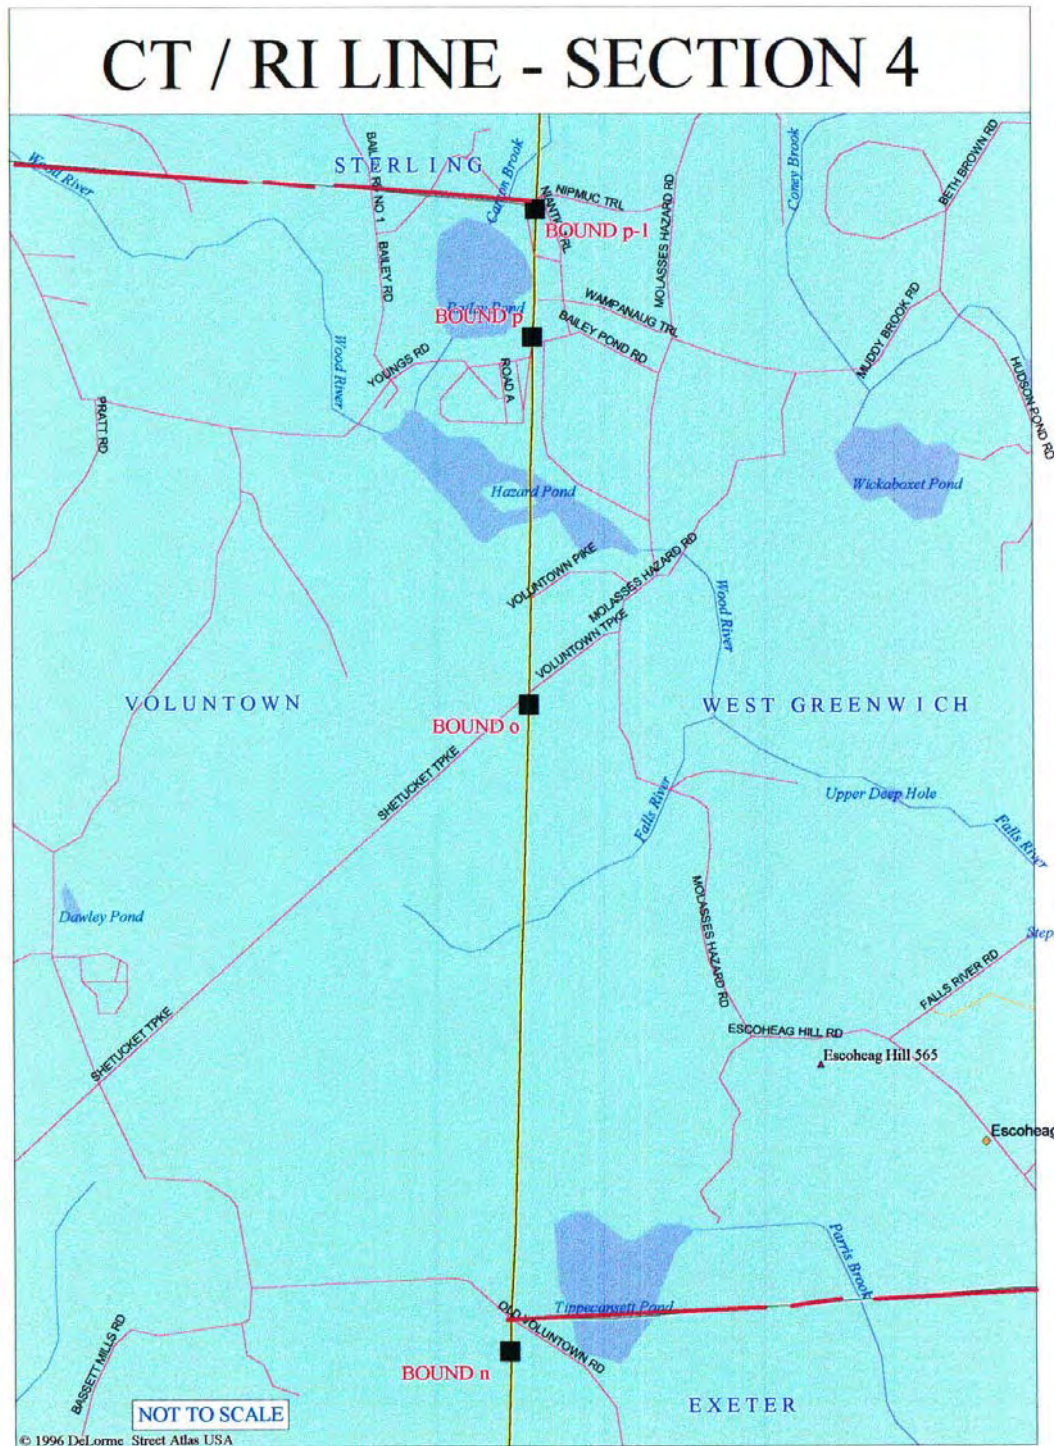 CT / RI LINE - SECTION 4
STERLING
Wood River
BAILEY RD
Carson Brook
NIPMUC TRL
MOLASSES HAZARD RD
Coney Brook
BETH BROWN RD
BOUND p-1
BOUND p
WAMPANAUG TRL
BAILEY POND RD
MUDDY BROOK RD
HUDSON POND RD
Wood River
YOUNGS RD
ROAD A
PRATT RD
Hazard Pond
Wickaboxet Pond
VOLUNTOWN PIKE
MOLASSES HAZARD RD
VOLUNTOWN TPKE
Wood River
VOLUNTOWN
WEST GREENWICH
BOUND o
SHETUCKET TPKE
Falls River
Upper Deep Hole
Falls River
Dawley Pond
MOLASSES HAZARD RD
Step
FALLS RIVER RD
ESCOHEAG HILL RD
SHETUCKET TPKE
Escoheag Hill 565
Escoheag
Parris Brook
Tippecansett Pond
OLD VOLUNTOWN RD
BASSETT MILLS RD
BOUND n
EXETER
NOT TO SCALE
© 1996 DeLorme Street Atlas USA